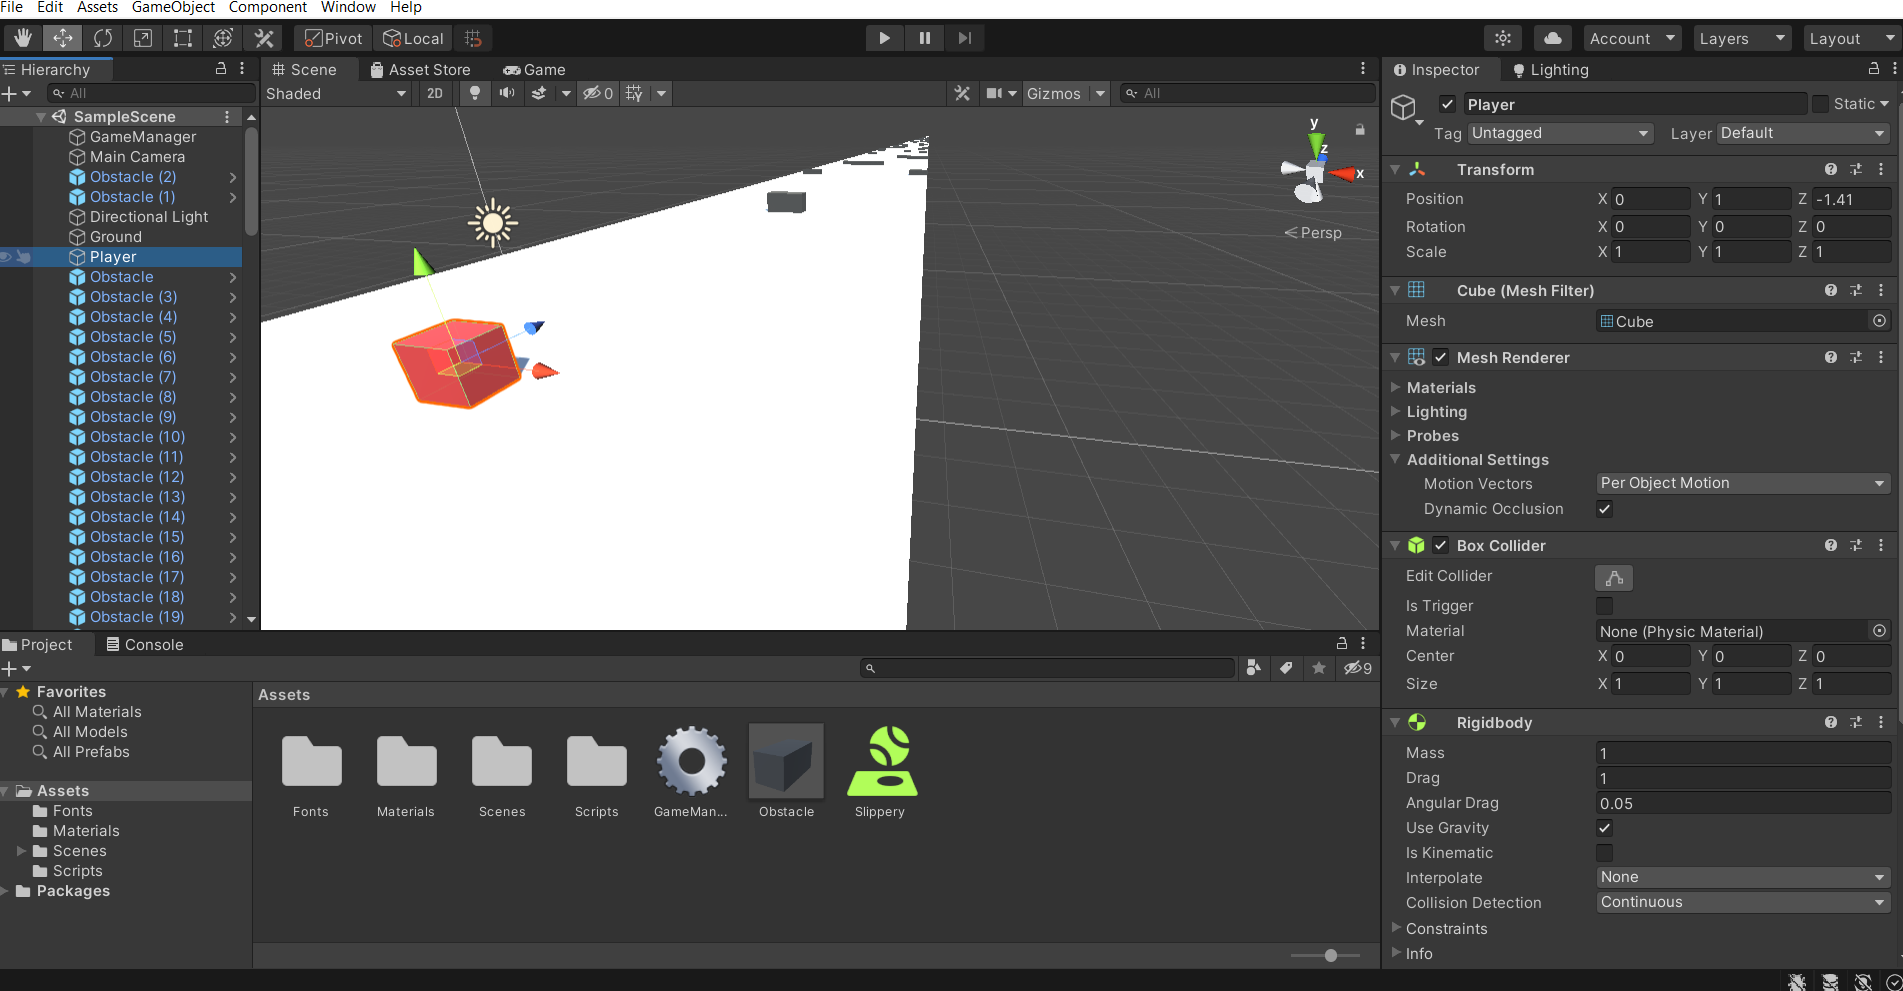 File Edit Assets GameObject Component Window Help
Pivot Local Account Layers Layout
Hierarchy
All
SampleScene
GameManager
Main Camera
Obstacle (2)
Obstacle (1)
Directional Light
Ground
Player
Obstacle
Obstacle (3)
Obstacle (4)
Obstacle (5)
Obstacle (6)
Obstacle (7)
Obstacle (8)
Obstacle (9)
Obstacle (10)
Obstacle (11)
Obstacle (12)
Obstacle (13)
Obstacle (14)
Obstacle (15)
Obstacle (16)
Obstacle (17)
Obstacle (18)
Obstacle (19)
Scene Asset Store Game
Shaded 2D 0 Gizmos All
y
z
x
Persp
Project Console
9
Favorites
All Materials
All Models
All Prefabs
Assets
Fonts
Materials
Scenes
Scripts
Packages
Assets
Fonts Materials Scenes Scripts GameMan... Obstacle Slippery
Inspector Lighting
Player Static
Tag Untagged Layer Default
Transform
Position X 0 Y 1 Z -1.41
Rotation X 0 Y 0 Z 0
Scale X 1 Y 1 Z 1
Cube (Mesh Filter)
Mesh Cube
Mesh Renderer
Materials
Lighting
Probes
Additional Settings
Motion Vectors Per Object Motion
Dynamic Occlusion
Box Collider
Edit Collider
Is Trigger
Material None (Physic Material)
Center X 0 Y 0 Z 0
Size X 1 Y 1 Z 1
Rigidbody
Mass 1
Drag 1
Angular Drag 0.05
Use Gravity
Is Kinematic
Interpolate None
Collision Detection Continuous
Constraints
Info